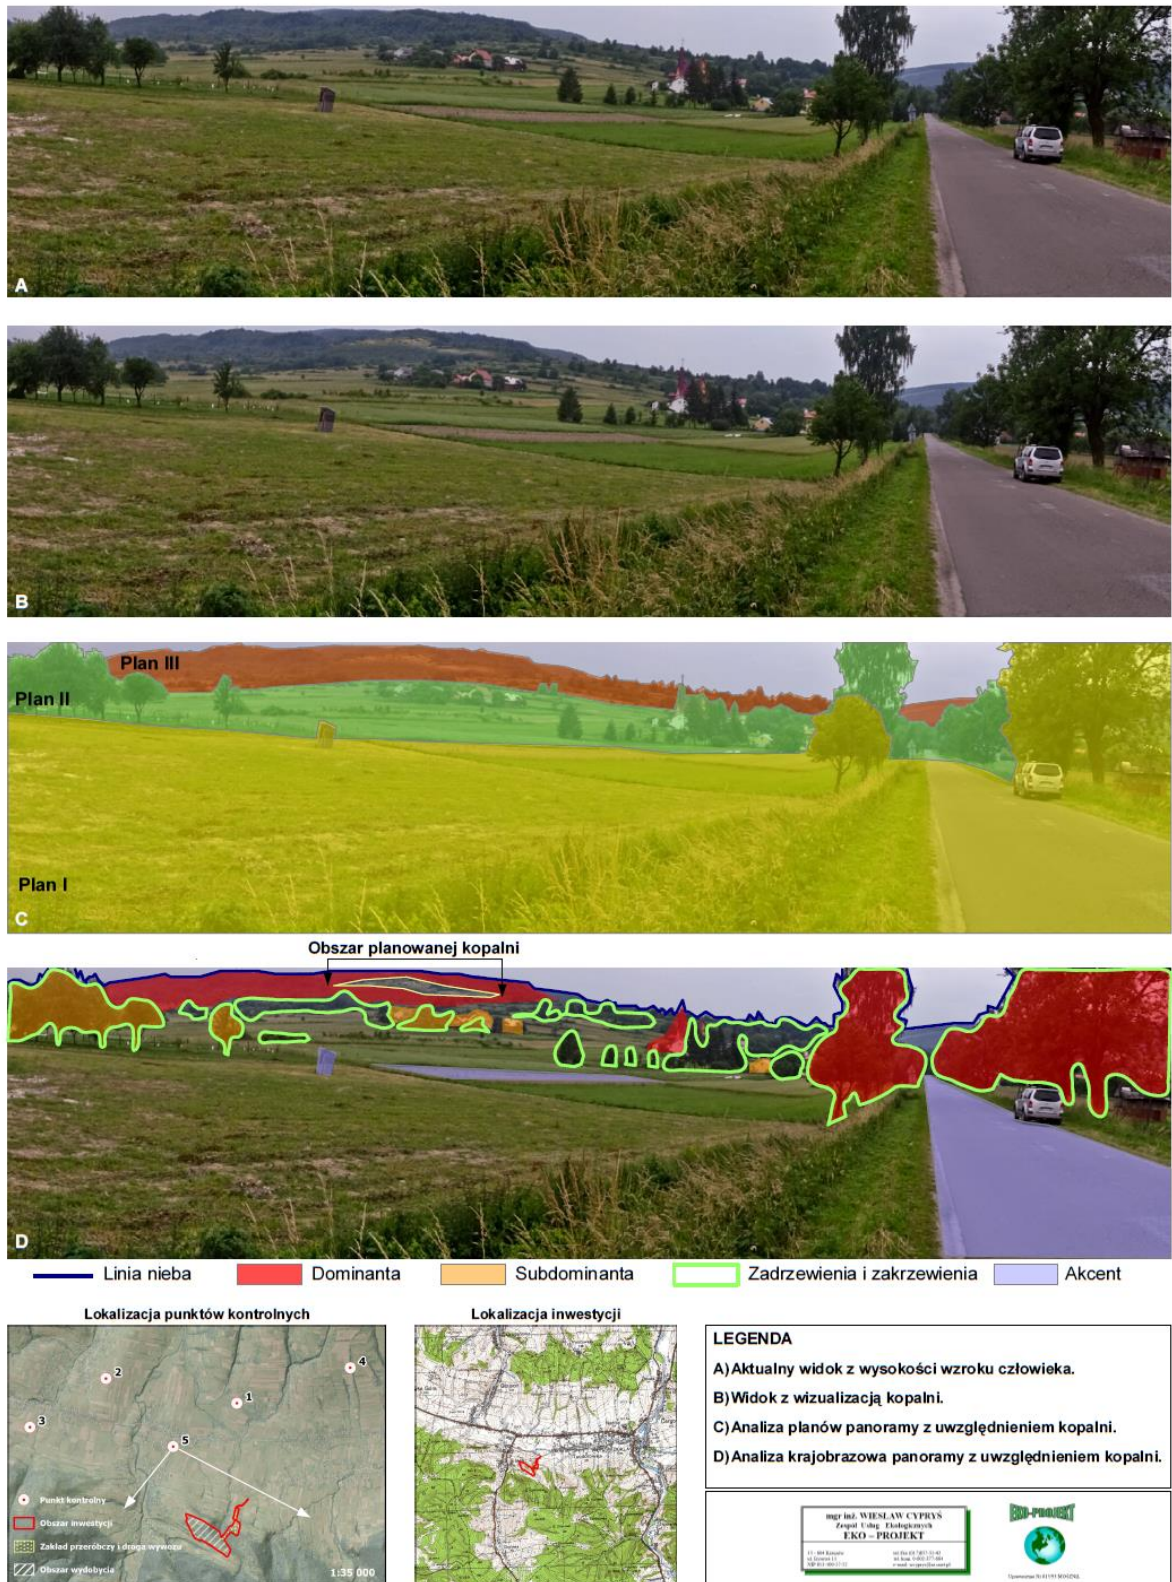 A
B
Plan III
Plan II
Plan I
C
Obszar planowanej kopalni
D
Linia nieba
Dominanta
Subdominanta
Zadrzewienia i zakrzewienia
Akcent
Lokalizacja punktów kontrolnych
2
4
1
3
5
Punkt kontrolny
Obszar inwestycji
Zakład przeróbczy i droga wywozu
Obszar wydobycia
1:35 000
Lokalizacja inwestycji
LEGENDA
A)Aktualny widok z wysokości wzroku człowieka.
B)Widok z wizualizacją kopalni.
C)Analiza planów panoramy z uwzględnieniem kopalni.
D)Analiza krajobrazowa panoramy z uwzględnieniem kopalni.
mgr inż. WIESŁAW CYPRYŚ
Zespół Usług Ekologicznych
EKO – PROJEKT
EKO-PROJEKT